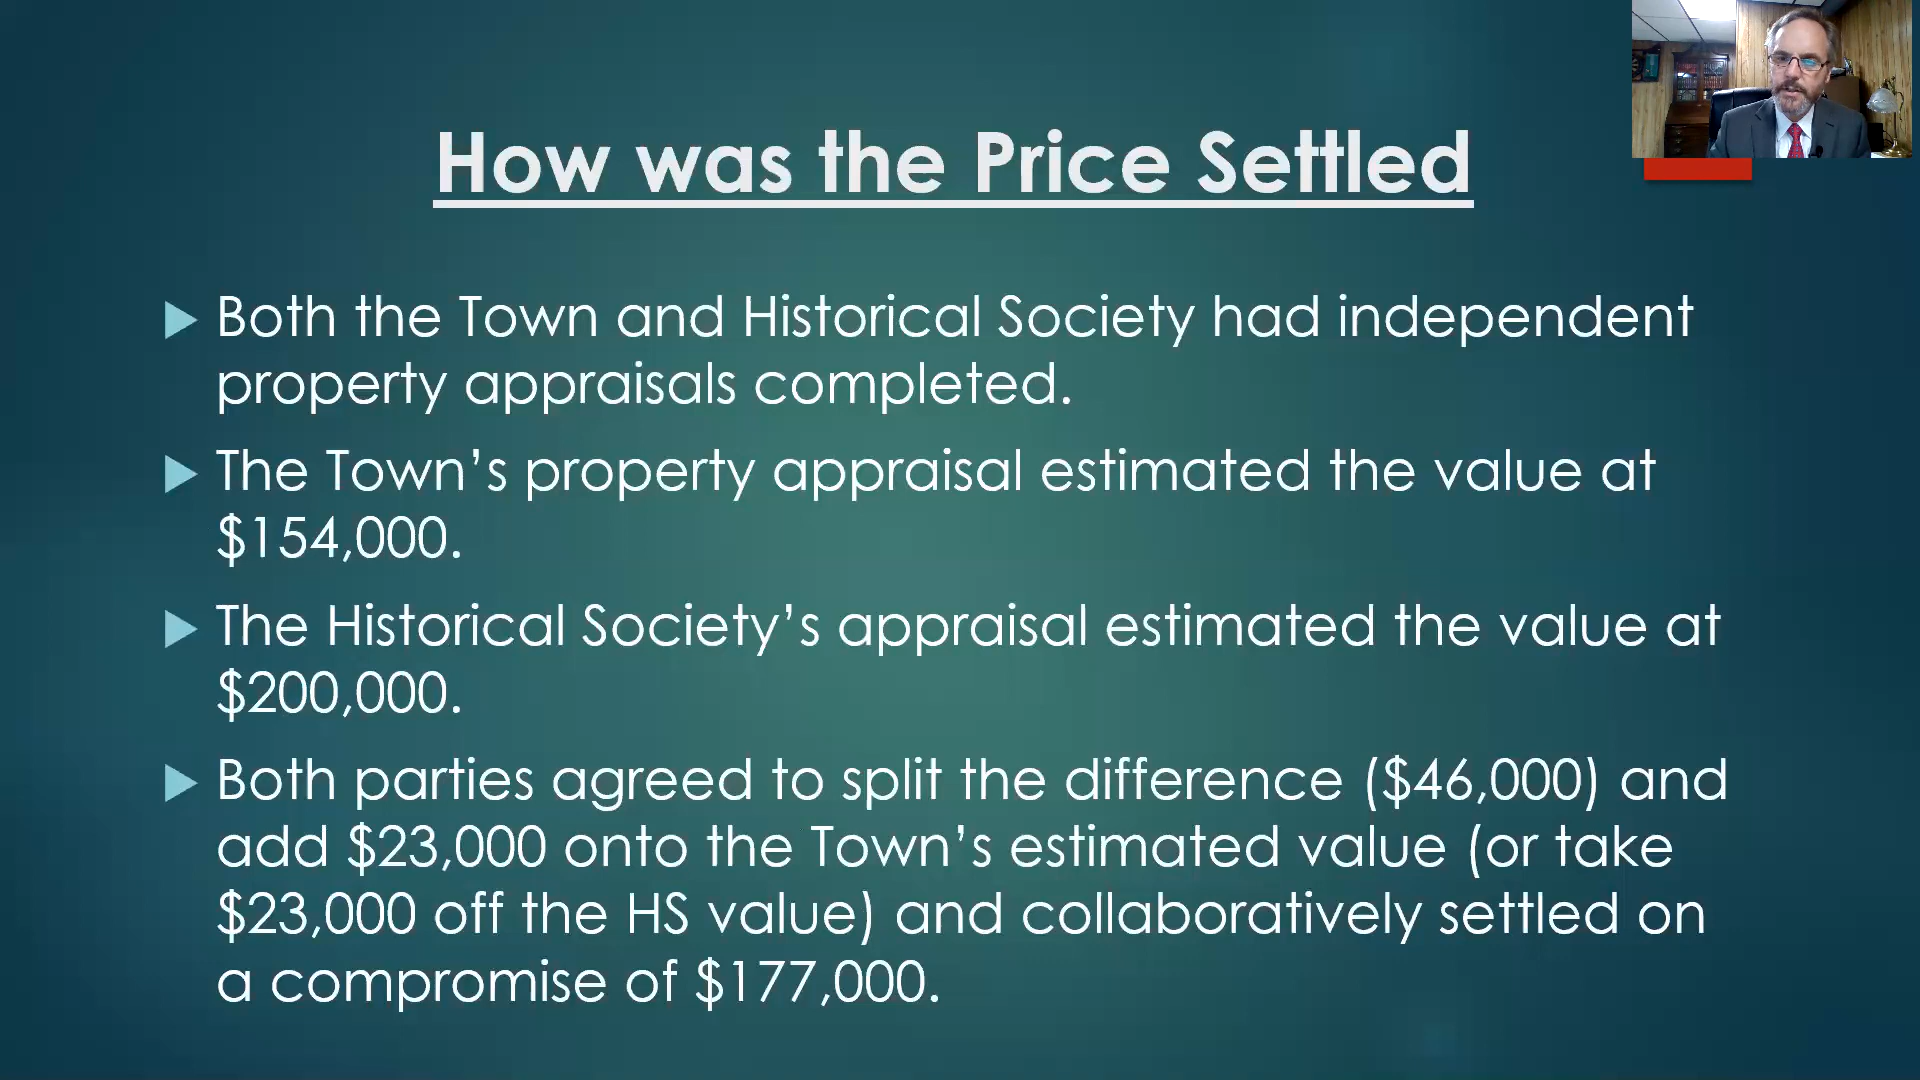 How was the Price Settled
Both the Town and Historical Society had independent
property appraisals completed.
The Town’s property appraisal estimated the value at
$154,000.
The Historical Society’s appraisal estimated the value at
$200,000.
Both parties agreed to split the difference ($46,000) and
add $23,000 onto the Town’s estimated value (or take
$23,000 off the HS value) and collaboratively settled on
a compromise of $177,000.